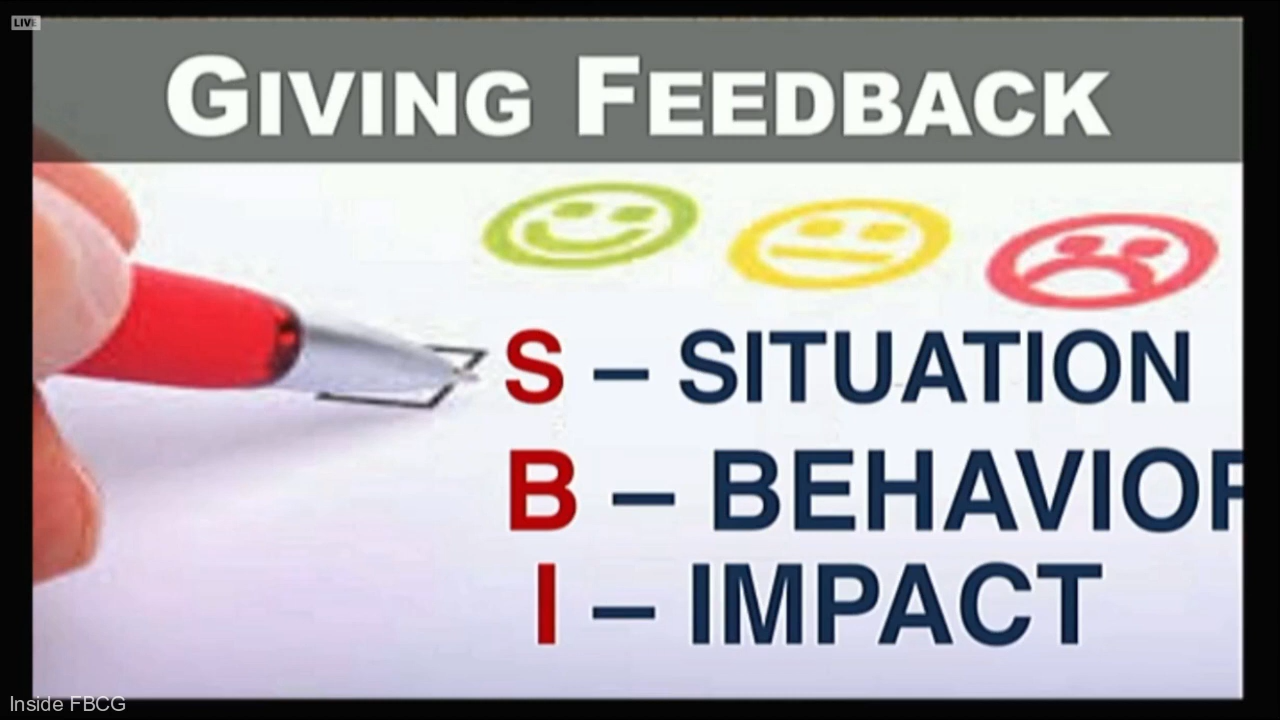 LIVE
GIVING FEEDBACK
S – SITUATION
B – BEHAVIOR
I – IMPACT
Inside FBCG